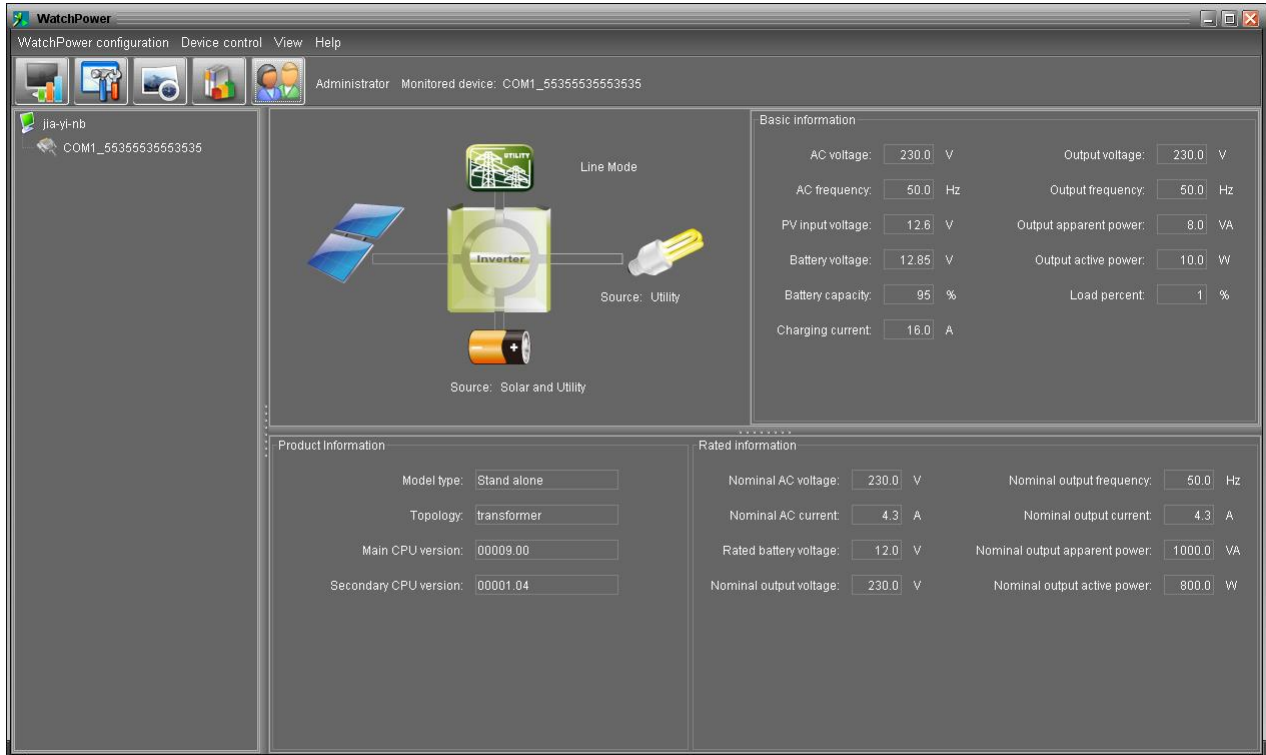 WatchPower
WatchPower configuration Device control View Help
Administrator Monitored device: COM1_55355535553535
jia-yi-nb
COM1_55355535553535
UTILITY
Line Mode
Inverter
Source: Utility
Source: Solar and Utility
Basic information
AC voltage: 230.0 V Output voltage: 230.0 V
AC frequency: 50.0 Hz Output frequency: 50.0 Hz
PV input voltage: 12.6 V Output apparent power: 8.0 VA
Battery voltage: 12.85 V Output active power: 10.0 W
Battery capacity: 95 % Load percent: 1 %
Charging current: 16.0 A
Product Information
Model type: Stand alone
Topology: transformer
Main CPU version: 00009.00
Secondary CPU version: 00001.04
Rated information
Nominal AC voltage: 230.0 V Nominal output frequency: 50.0 Hz
Nominal AC current: 4.3 A Nominal output current: 4.3 A
Rated battery voltage: 12.0 V Nominal output apparent power: 1000.0 VA
Nominal output voltage: 230.0 V Nominal output active power: 800.0 W